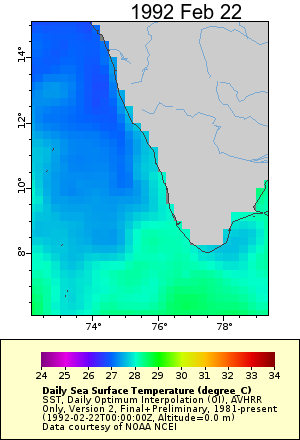 1992 Feb 22
14°
12°
10°
8°
74°
76°
78°
24 25 26 27 28 29 30 31 32 33 34
Daily Sea Surface Temperature (degree_C)
SST, Daily Optimum Interpolation (OI), AVHRR
Only, Version 2, Final+Preliminary, 1981-present
(1992-02-22T00:00:00Z, Altitude=0.0 m)
Data courtesy of NOAA NCEI